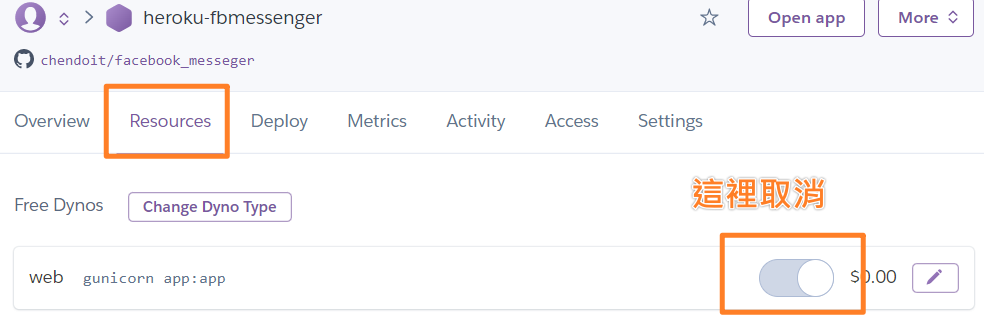 heroku-fbmessenger
Open app
More
chendoit/facebook_messeger
Overview Resources Deploy Metrics Activity Access Settings
這裡取消
Free Dynos Change Dyno Type
web gunicorn app:app $0.00